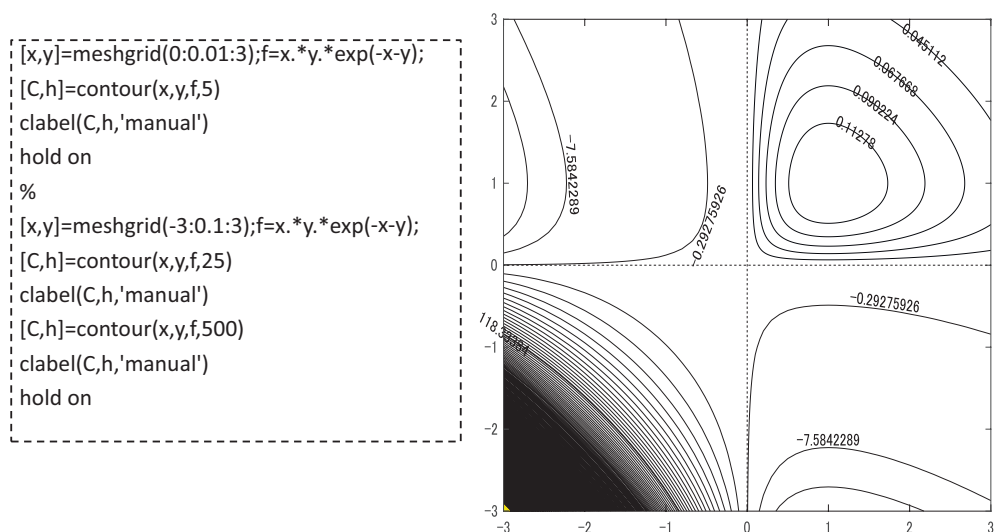 [x,y]=meshgrid(0:0.01:3);f=x.*y.*exp(-x-y);
[C,h]=contour(x,y,f,5)
clabel(C,h,'manual')
hold on
%
[x,y]=meshgrid(-3:0.1:3);f=x.*y.*exp(-x-y);
[C,h]=contour(x,y,f,25)
clabel(C,h,'manual')
[C,h]=contour(x,y,f,500)
clabel(C,h,'manual')
hold on
3
2
1
0
−1
−2
−3
0.045112
0.067668
0.090224
0.11278
−7.5842289
−0.29275926
−0.29275926
118.33384
−7.5842289
−3
−2
−1
0
1
2
3